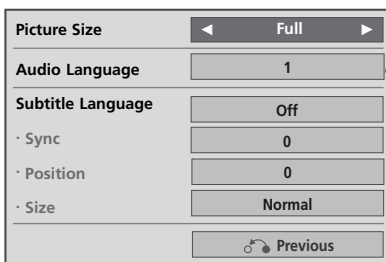 Picture Size ◀ Full ▶
Audio Language 1
Subtitle Language Off
· Sync 0
· Position 0
· Size Normal
Previous